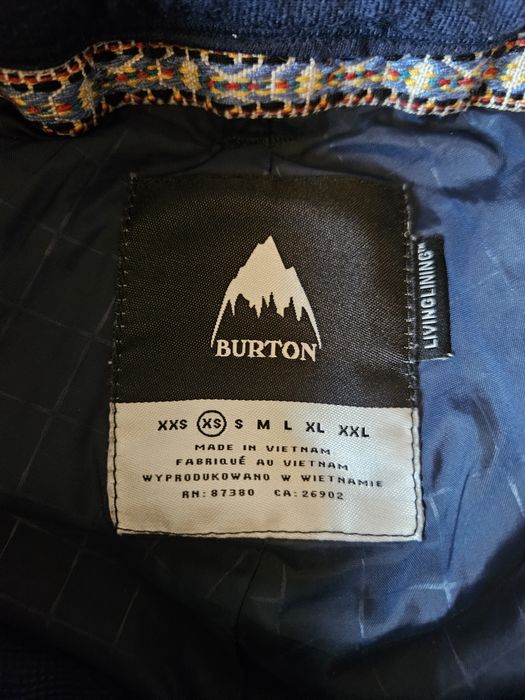 BURTON
LIVINGLINING™
XXS XS S M L XL XXL
MADE IN VIETNAM
FABRIQUÉ AU VIETNAM
WYPRODUKOWANO W WIETNAMIE
RN: 87380 CA: 26902